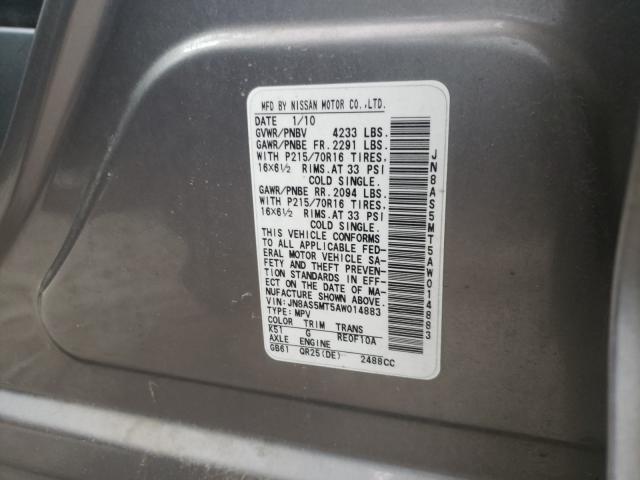 MFD BY NISSAN MOTOR CO.,LTD.
DATE 1/10
GVWR/PNBV 4233 LBS.
GAWR/PNBE FR.2291 LBS.
WITH P215/70R16 TIRES.
16X6½ RIMS.AT 33 PSI
COLD SINGLE.
GAWR/PNBE RR.2094 LBS.
WITH P215/70R16 TIRES.
16X6½ RIMS.AT 33 PSI
COLD SINGLE.
THIS VEHICLE CONFORMS
TO ALL APPLICABLE FED-
ERAL MOTOR VEHICLE SA-
FETY AND THEFT PREVEN-
TION STANDARDS IN EFF-
ECT ON THE DATE OF MA-
NUFACTURE SHOWN ABOVE.
VIN:JN8AS5MT5AW014883
TYPE:MPV
COLOR TRIM TRANS
K51 G RE0F10A
AXLE ENGINE
GB61 QR25(DE) 2488CC
JN8AS5MT5AW014883